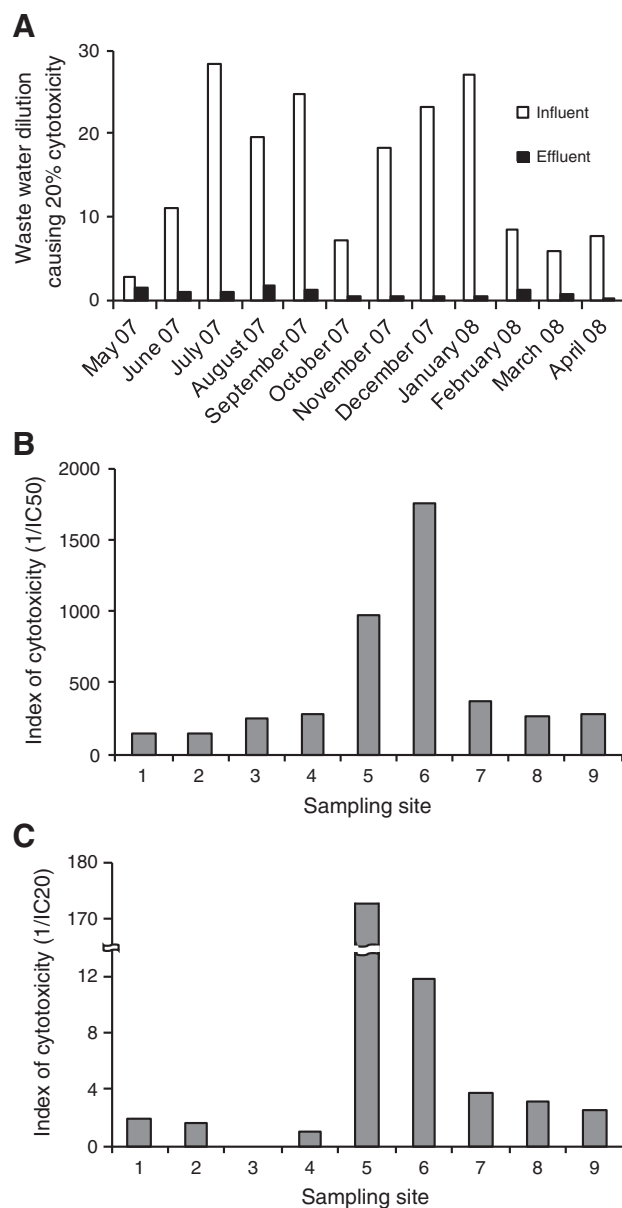 A
Waste water dilution
causing 20% cytotoxicity
30
20
10
0
Influent
Effluent
May 07
June 07
July 07
August 07
September 07
October 07
November 07
December 07
January 08
February 08
March 08
April 08
B
Index of cytotoxicity (1/IC50)
2000
1500
1000
500
0
1 2 3 4 5 6 7 8 9
Sampling site
C
Index of cytotoxicity (1/IC20)
180
170
12
8
4
0
1 2 3 4 5 6 7 8 9
Sampling site